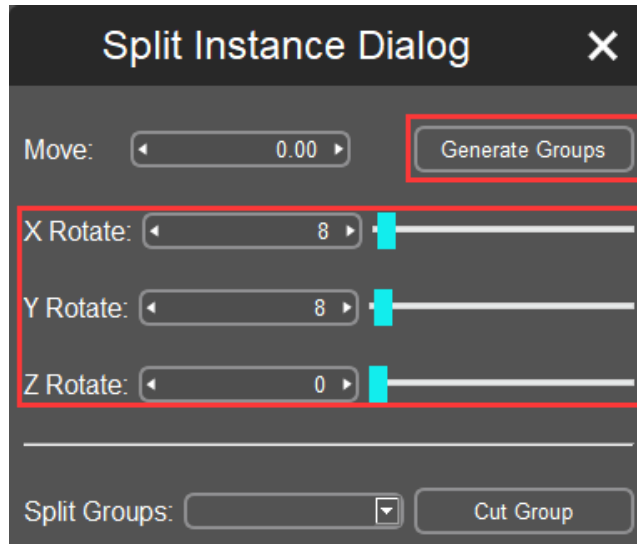 Split Instance Dialog
Move: 0.00 Generate Groups
X Rotate: 8
Y Rotate: 8
Z Rotate: 0
Split Groups: Cut Group